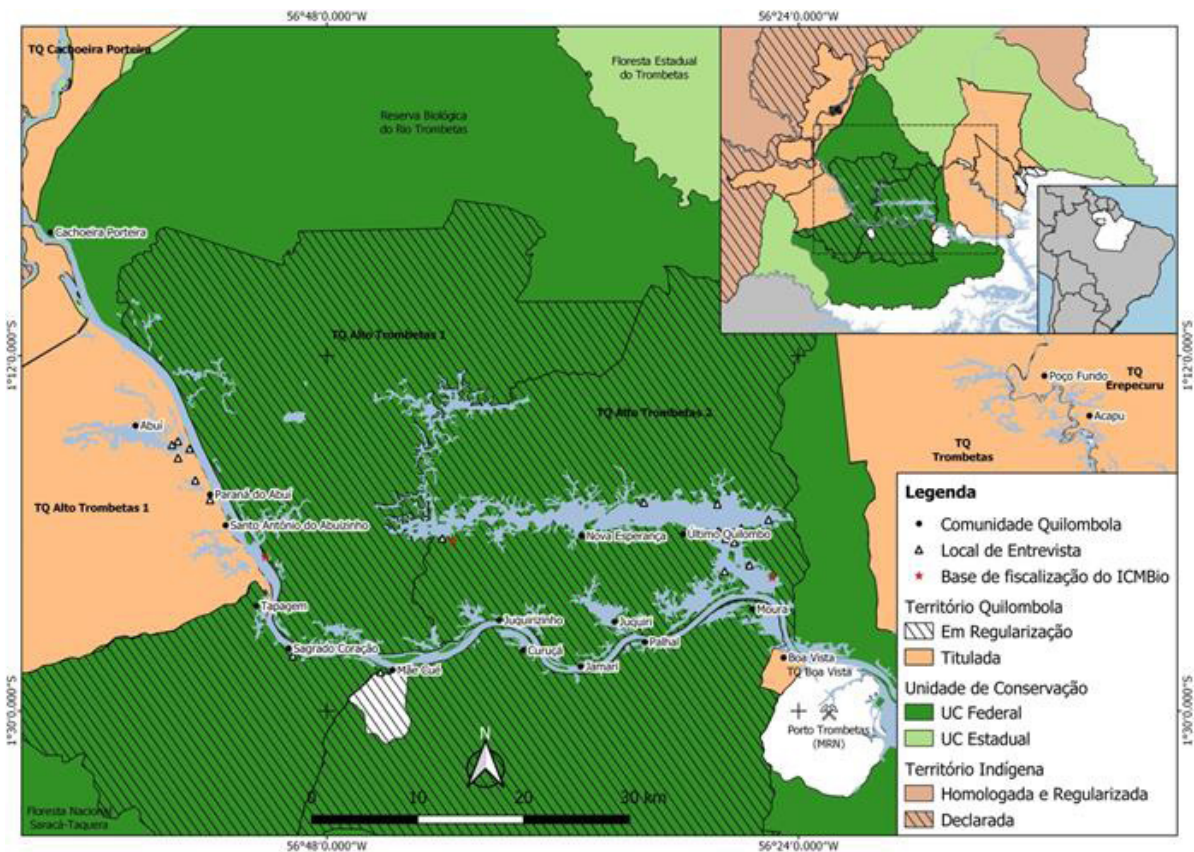 56°48'0.000"W
56°24'0.000"W
TQ Cachoeira Porteira
Floresta Estadual
do Trombetas
Reserva Biológica
do Rio Trombetas
Cachoeira Porteira
1°12'0.000"S
1°12'0.000"S
TQ Alto Trombetas 1
TQ Alto Trombetas 2
Poço Fundo
TQ
Erepecuru
Acapu
Abuí
TQ
Trombetas
Paraná do Abuí
TQ Alto Trombetas 1
Santo Antônio do Abuizinho
Nova Esperança
Último Quilombo
Tapagem
Juquirizinho
Juquiri
Moura
Sagrado Coração
Curuçá
Palhal
Mãe Cué
Jamari
Boa Vista
TQ Boa Vista
1°30'0.000"S
1°30'0.000"S
Porto Trombetas
(MRN)
N
0 10 20 30 km
Floresta Nacional
Saracá-Taquera
56°48'0.000"W
56°24'0.000"W
Legenda
Comunidade Quilombola
Local de Entrevista
Base de fiscalização do ICMBio
Território Quilombola
Em Regularização
Titulada
Unidade de Conservação
UC Federal
UC Estadual
Território Indígena
Homologada e Regularizada
Declarada